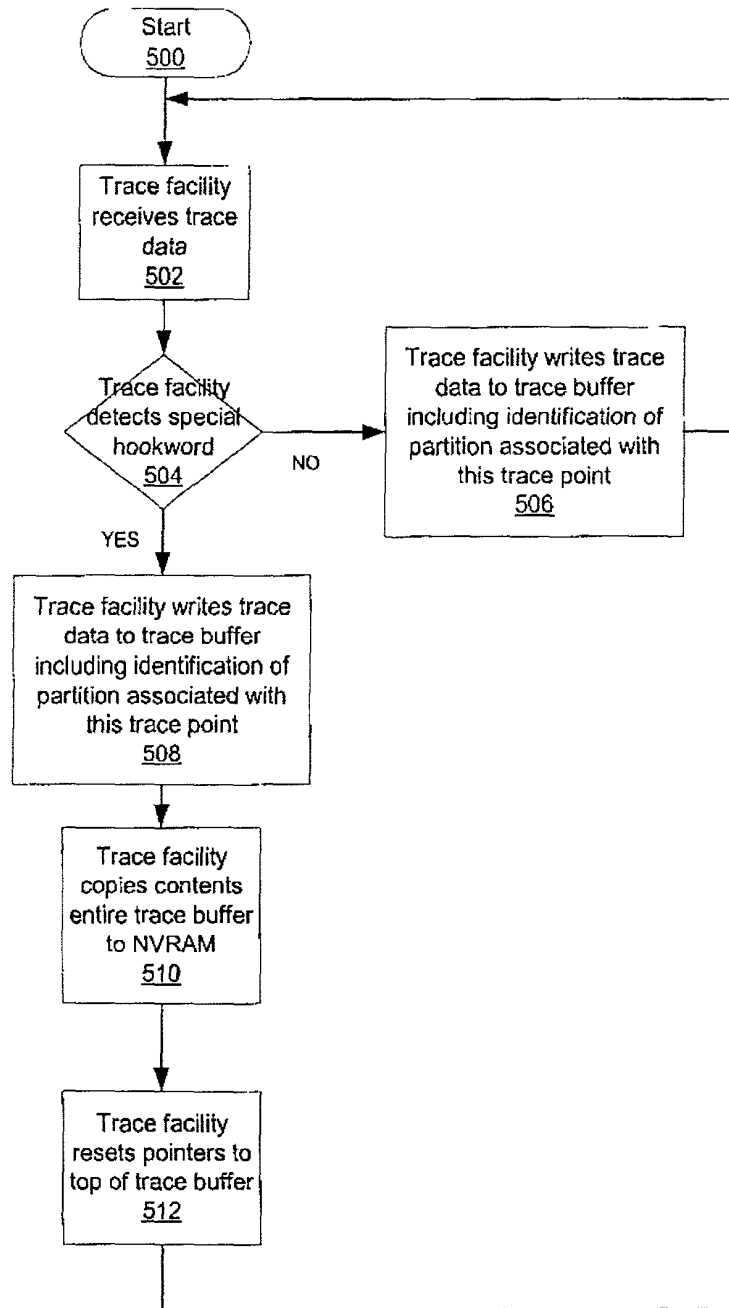 Start
500
Trace facility
receives trace
data
502
Trace facility
detects special
hookword
504
NO
YES
Trace facility writes trace
data to trace buffer
including identification of
partition associated with
this trace point
506
Trace facility writes trace
data to trace buffer
including identification of
partition associated with
this trace point
508
Trace facility
copies contents
entire trace buffer
to NVRAM
510
Trace facility
resets pointers to
top of trace buffer
512